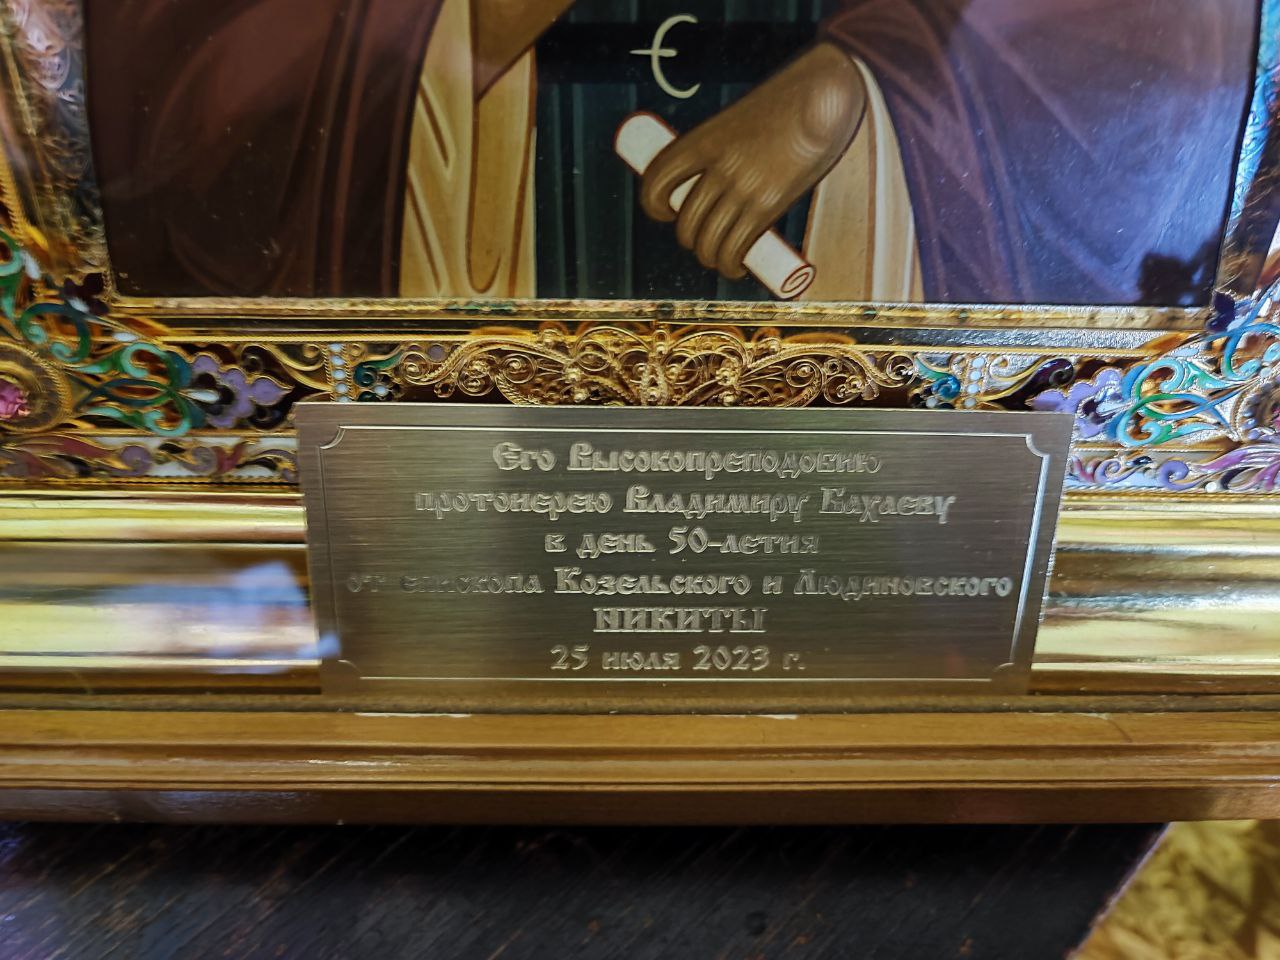 Є
Его Высокопреподобию
протоиерею Владимиру Бахаеву
в день 50-летия
от епископа Козельского и Людиновского
НИКИТЫ
25 июля 2023 г.